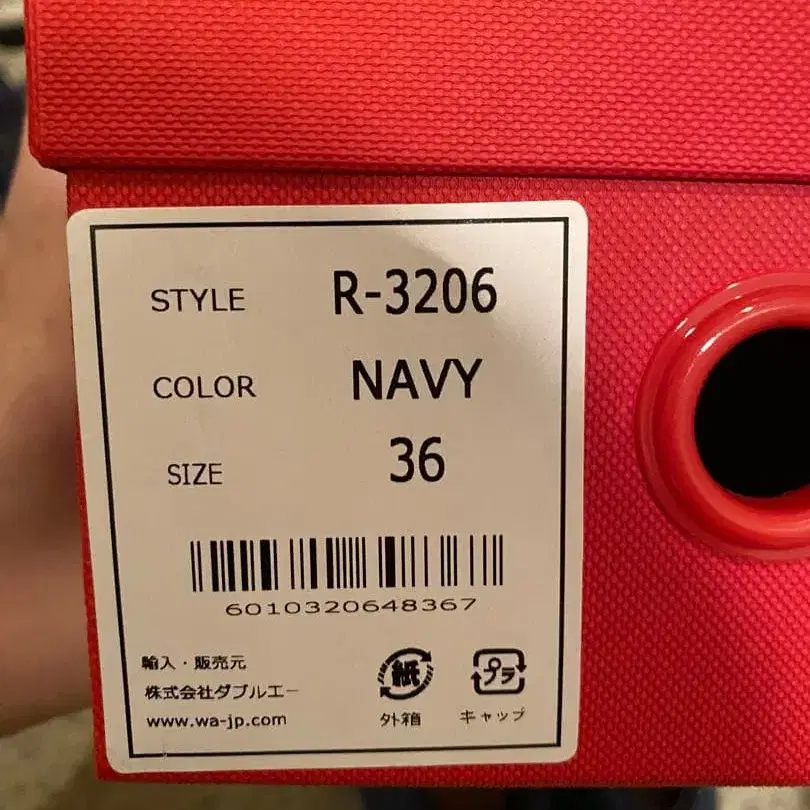 STYLE R-3206
COLOR NAVY
SIZE 36
6010320648367
輸入・販売元
株式会社ダブルエー
www.wa-jp.com
紙
外箱
プラ
キャップ